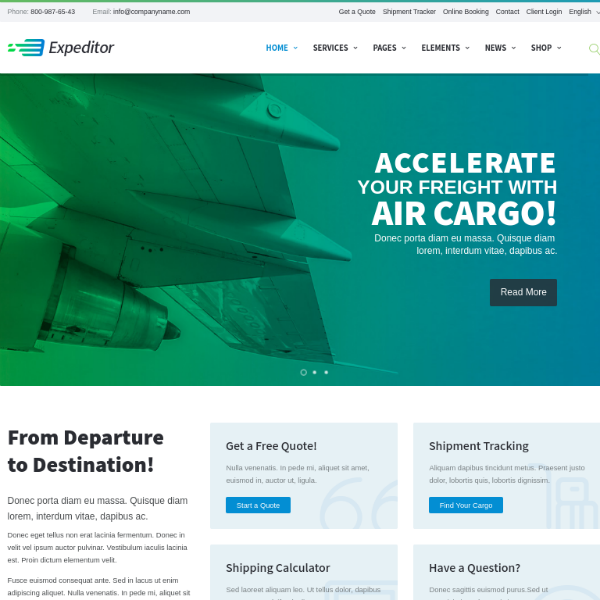 Phone: 800-987-65-43 Email: info@companyname.com Get a Quote Shipment Tracker Online Booking Contact Client Login English
Expeditor HOME SERVICES PAGES ELEMENTS NEWS SHOP
ACCELERATE
YOUR FREIGHT WITH
AIR CARGO!
Donec porta diam eu massa. Quisque diam
lorem, interdum vitae, dapibus ac.
Read More
From Departure
to Destination!
Donec porta diam eu massa. Quisque diam
lorem, interdum vitae, dapibus ac.
Donec eget tellus non erat lacinia fermentum. Donec in
velit vel ipsum auctor pulvinar. Vestibulum iaculis lacinia
est. Proin dictum elementum velit.
Fusce euismod consequat ante. Sed in lacus ut enim
adipiscing aliquet. Nulla venenatis. In pede mi, aliquet sit
Get a Free Quote!
Nulla venenatis. In pede mi, aliquet sit amet,
euismod in, auctor ut, ligula.
Start a Quote
Shipment Tracking
Aliquam dapibus tincidunt metus. Praesent justo
dolor, lobortis quis, lobortis dignissim.
Find Your Cargo
Shipping Calculator
Sed laoreet aliquam leo. Ut tellus dolor, dapibus
Have a Question?
Donec sagittis euismod purus.Sed ut